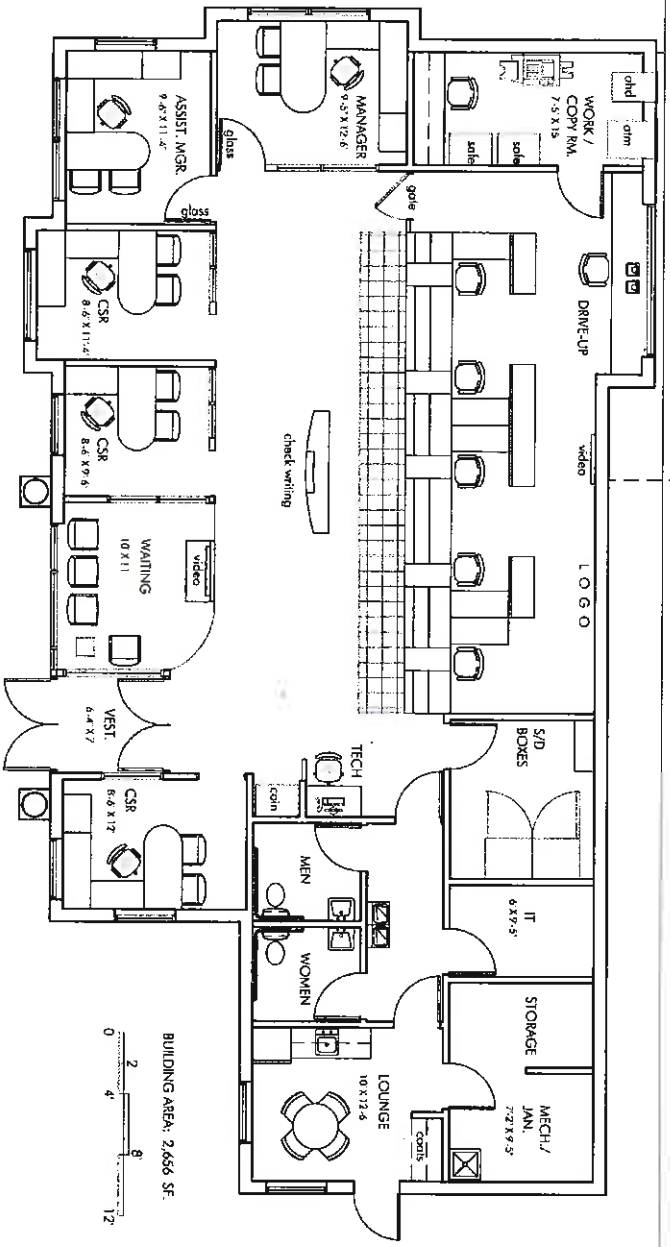 WORK /
COPY RM.
7'-5' X 15
ohd
atm
safe
safe
MANAGER
9'-5" X 12'-6'
ASSIST. MGR.
9'-6" X 11'-4"
glass
glass
gate
DRIVE-UP
video
LOGO
CSR
8'-6" X 11'-4'
CSR
8'-6' X 9'-6'
check writing
WAITING
10 X 11
video
VEST.
6'-4" X 7'
CSR
8'-6" X 12'
TECH
coin
S/D
BOXES
MEN
WOMEN
IT
6' X 9'-5'
STORAGE
MECH./
JAN.
7'-2' X 9'-5'
LOUNGE
10 X 12'-6
coats
BUILDING AREA: 2,656 SF.
0 2 4' 8' 12'